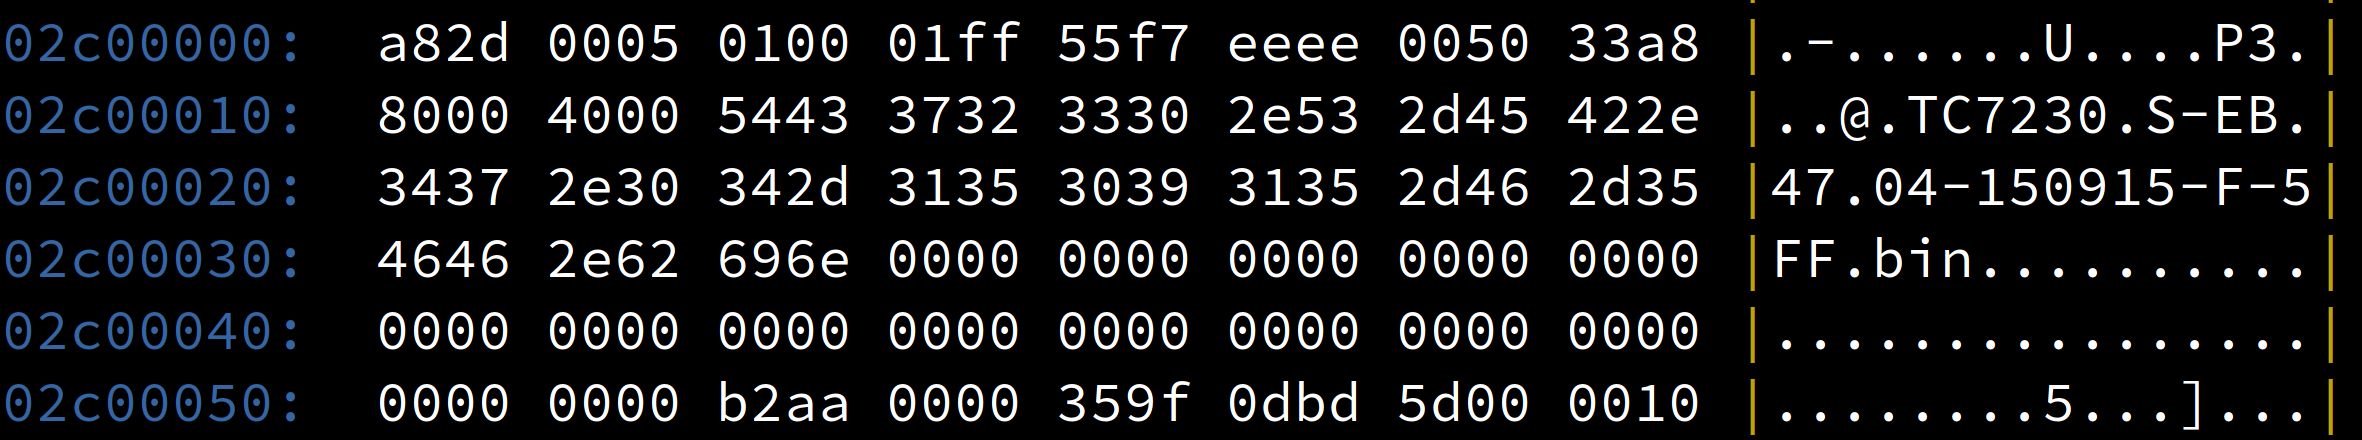 02c00000: a82d 0005 0100 01ff 55f7 eeee 0050 33a8 |.-......U....P3.|
02c00010: 8000 4000 5443 3732 3330 2e53 2d45 422e |..@.TC7230.S-EB.|
02c00020: 3437 2e30 342d 3135 3039 3135 2d46 2d35 |47.04-150915-F-5|
02c00030: 4646 2e62 696e 0000 0000 0000 0000 0000 |FF.bin..........|
02c00040: 0000 0000 0000 0000 0000 0000 0000 0000 |................|
02c00050: 0000 0000 b2aa 0000 359f 0dbd 5d00 0010 |........5...]...|